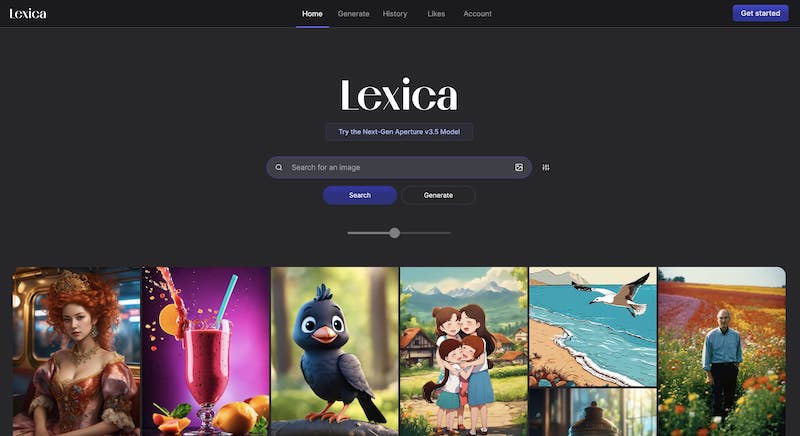 Lexica
Home Generate History Likes Account
Get started
Lexica
Try the Next-Gen Aperture v3.5 Model
Search for an image
Search Generate